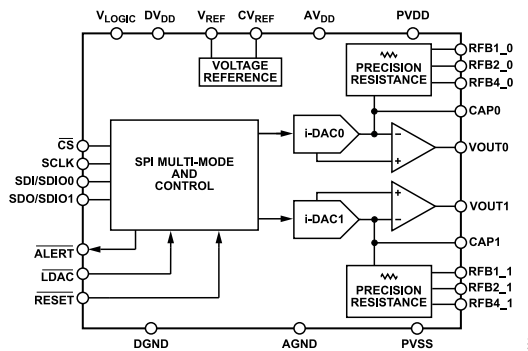 VLOGIC DVDD VREF CVREF AVDD PVDD
VOLTAGE
REFERENCE
PRECISION
RESISTANCE
RFB1_0
RFB2_0
RFB4_0
CAP0
i-DAC0
VOUT0
SPI MULTI-MODE
AND
CONTROL
CS
SCLK
SDI/SDIO0
SDO/SDIO1
ALERT
LDAC
RESET
i-DAC1
VOUT1
CAP1
PRECISION
RESISTANCE
RFB1_1
RFB2_1
RFB4_1
DGND AGND PVSS